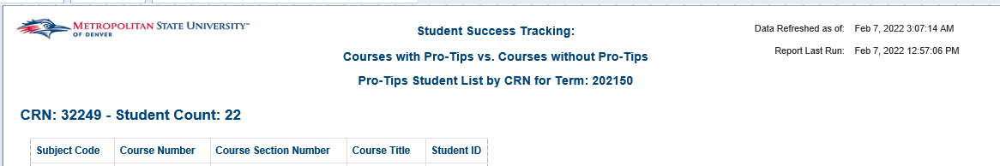 METROPOLITAN STATE UNIVERSITY™
OF DENVER
Student Success Tracking:
Courses with Pro-Tips vs. Courses without Pro-Tips
Pro-Tips Student List by CRN for Term: 202150
Data Refreshed as of: Feb 7, 2022 3:07:14 AM
Report Last Run: Feb 7, 2022 12:57:06 PM
CRN: 32249 - Student Count: 22
Subject Code Course Number Course Section Number Course Title Student ID